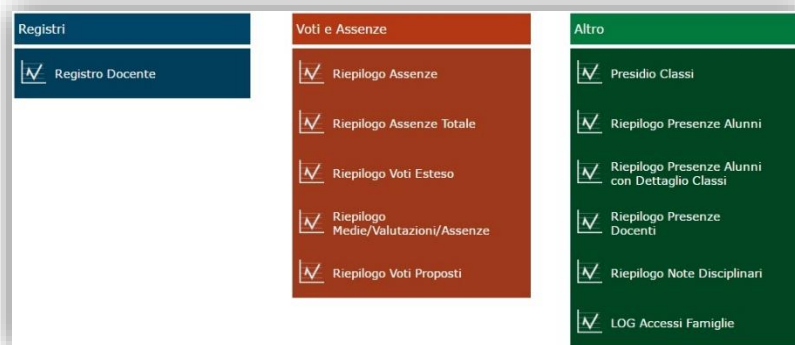 Registri
Registro Docente
Voti e Assenze
Riepilogo Assenze
Riepilogo Assenze Totale
Riepilogo Voti Esteso
Riepilogo
Medie/Valutazioni/Assenze
Riepilogo Voti Proposti
Altro
Presidio Classi
Riepilogo Presenze Alunni
Riepilogo Presenze Alunni
con Dettaglio Classi
Riepilogo Presenze
Docenti
Riepilogo Note Disciplinari
LOG Accessi Famiglie